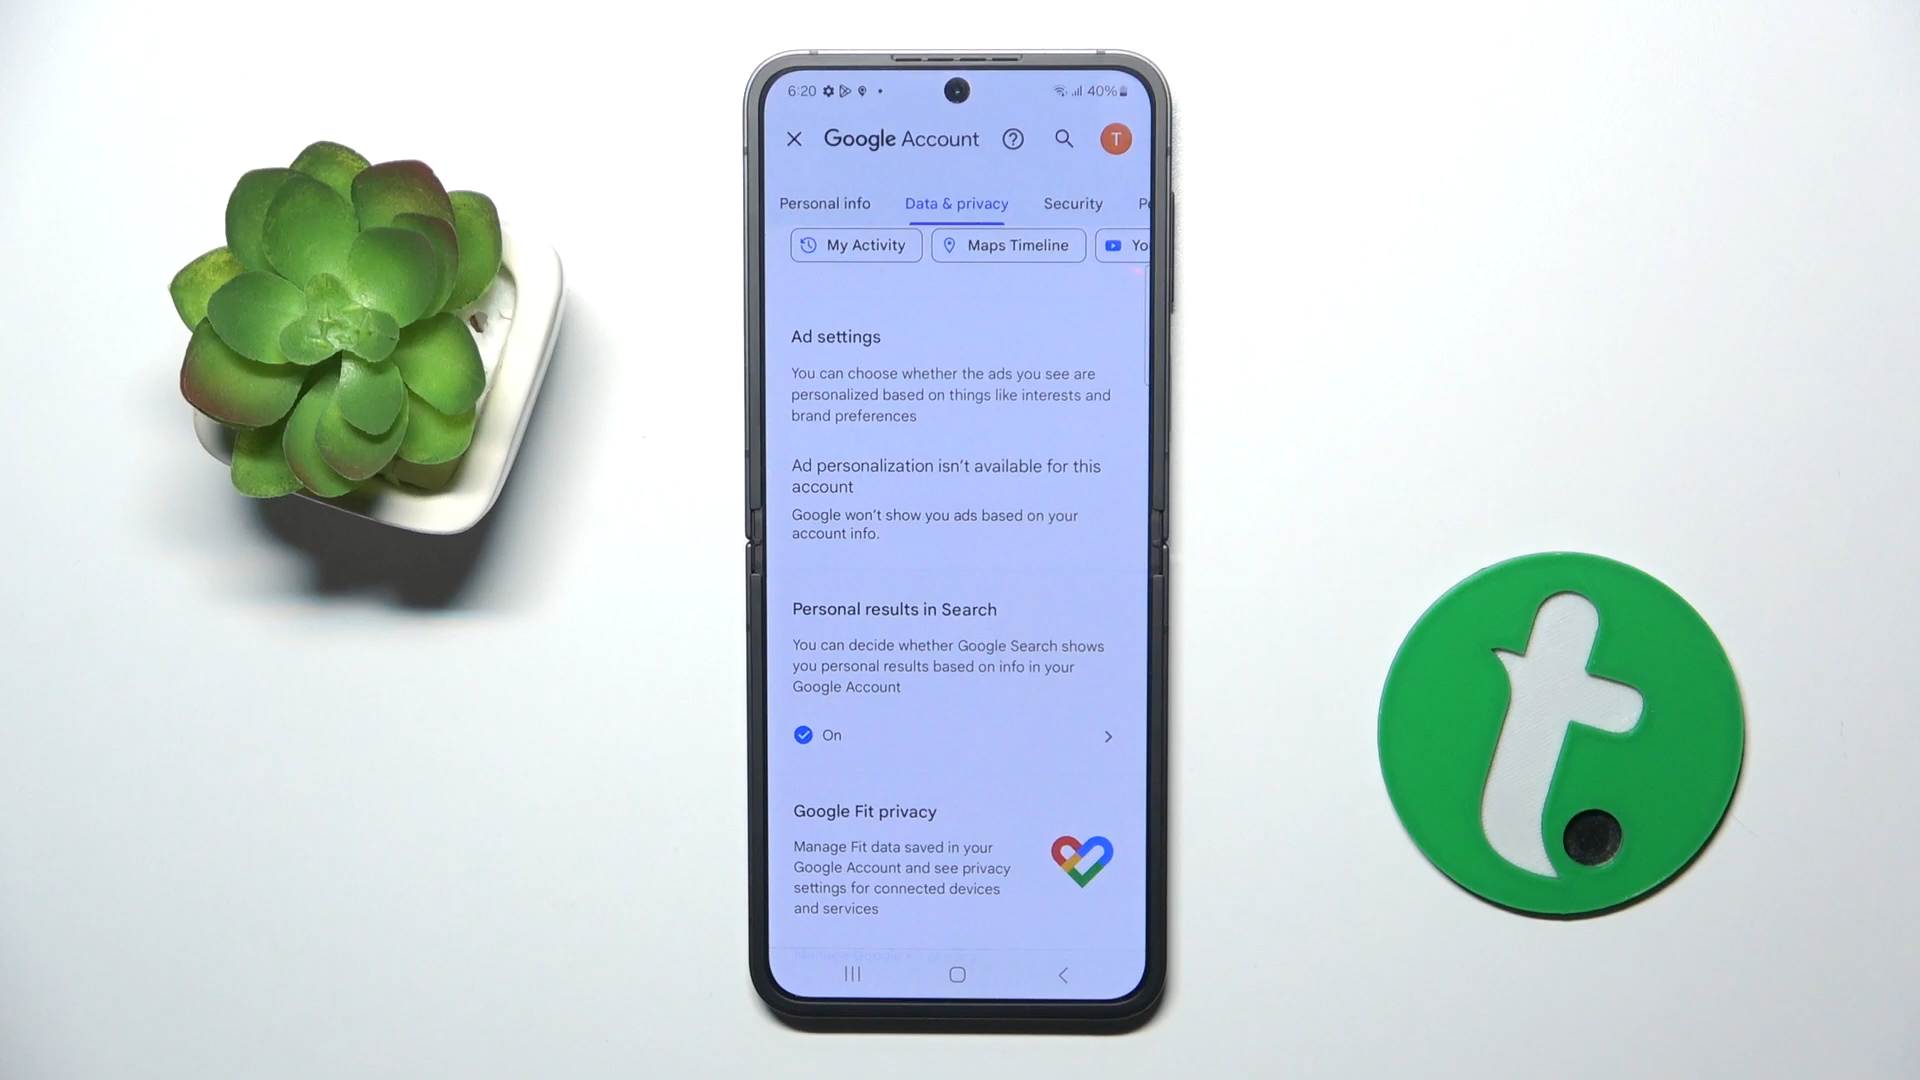 6:20 40%
Google Account T
Personal info Data & privacy Security
My Activity Maps Timeline
Ad settings
You can choose whether the ads you see are
personalized based on things like interests and
brand preferences
Ad personalization isn't available for this
account
Google won't show you ads based on your
account info.
Personal results in Search
You can decide whether Google Search shows
you personal results based on info in your
Google Account
On
Google Fit privacy
Manage Fit data saved in your
Google Account and see privacy
settings for connected devices
and services
t